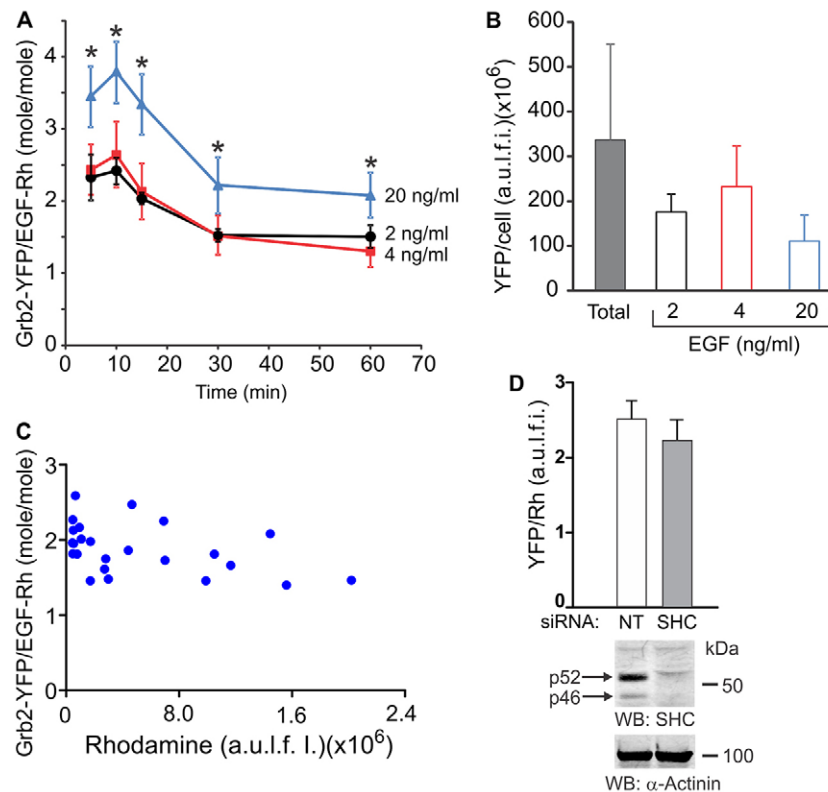 A
Grb2-YFP/EGF-Rh (mole/mole)
4
3
2
1
0
* * * * *
20 ng/ml
2 ng/ml
4 ng/ml
0 10 20 30 40 50 60 70
Time (min)
B
YFP/cell (a.u.l.f.i.)(x10⁶)
600
500
400
300
200
100
0
Total 2 4 20
EGF (ng/ml)
C
Grb2-YFP/EGF-Rh (mole/mole)
3
2
1
0
0 8.0 1.6 2.4
Rhodamine (a.u.l.f. I.)(x10⁶)
D
YFP/Rh (a.u.l.f.i.)
3
2
1
0
siRNA: NT SHC
kDa
p52
50
p46
WB: SHC
100
WB: α-Actinin